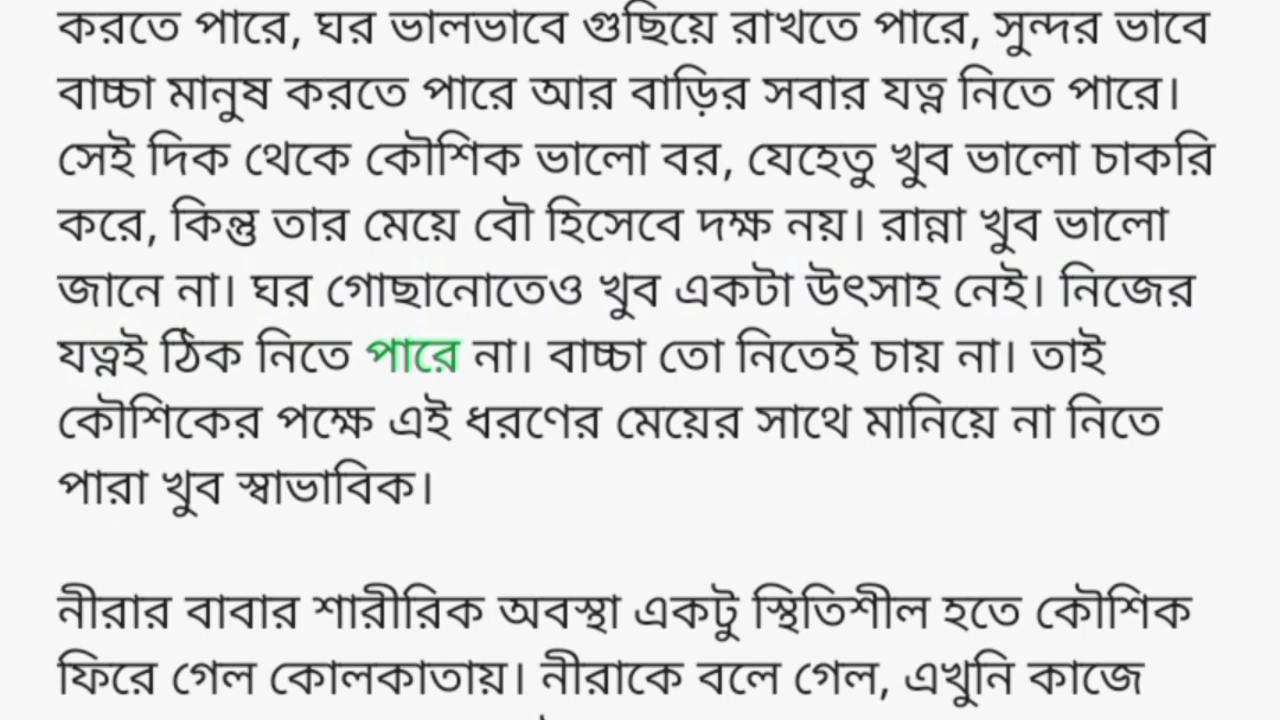 করতে পারে, ঘর ভালভাবে গুছিয়ে রাখতে পারে, সুন্দর ভাবে
বাচ্চা মানুষ করতে পারে আর বাড়ির সবার যত্ন নিতে পারে।
সেই দিক থেকে কৌশিক ভালো বর, যেহেতু খুব ভালো চাকরি
করে, কিন্তু তার মেয়ে বৌ হিসেবে দক্ষ নয়। রান্না খুব ভালো
জানে না। ঘর গোছানোতেও খুব একটা উৎসাহ নেই। নিজের
যত্নই ঠিক নিতে পারে না। বাচ্চা তো নিতেই চায় না। তাই
কৌশিকের পক্ষে এই ধরণের মেয়ের সাথে মানিয়ে না নিতে
পারা খুব স্বাভাবিক।
নীরার বাবার শারীরিক অবস্থা একটু স্থিতিশীল হতে কৌশিক
ফিরে গেল কোলকাতায়। নীরাকে বলে গেল, এখুনি কাজে